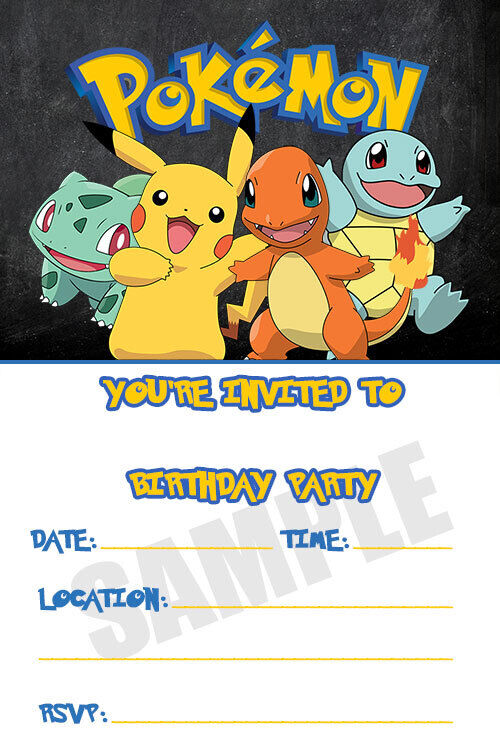 POKéMON
YOU'RE INVITED TO
BIRTHDAY PARTY
DATE: TIME:
LOCATION:
RSVP:
SAMPLE